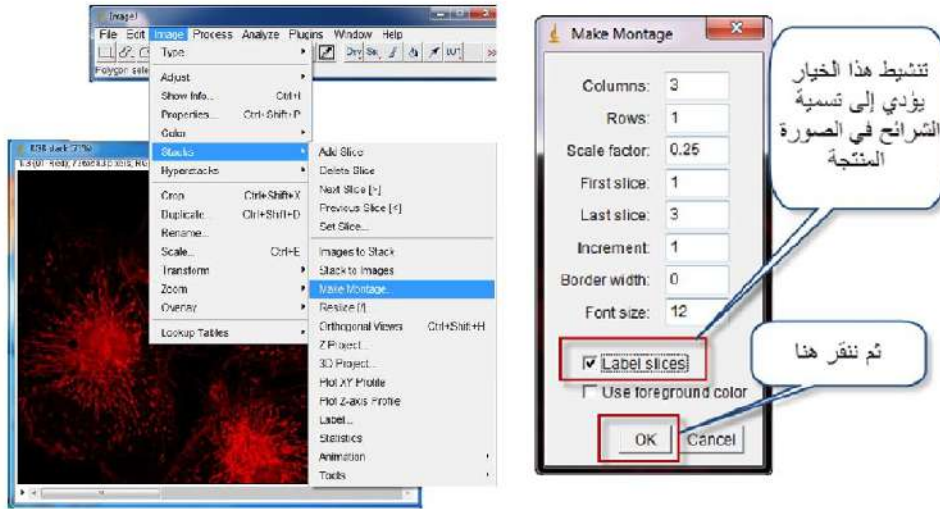 ImageJ
File Edit Image Process Analyze Plugins Window Help
Polygon sele
Type
Adjust
Show Info... Ctrl+I
Properties... Ctrl+Shift+P
Color
Stacks
Hyperstacks
Crop Ctrl+Shift+X
Duplicate... Ctrl+Shift+D
Rename...
Scale... Ctrl+E
Transform
Zoom
Overlay
Lookup Tables
Add Slice
Delete Slice
Next Slice [>]
Previous Slice [<]
Set Slice...
Images to Stack
Stack to Images
Make Montage...
Reslice [/]
Orthogonal Views Ctrl+Shift+H
Z Project...
3D Project...
Plot XY Profile
Plot Z-axis Profile
Label...
Statistics
Animation
Tools
Make Montage
Columns: 3
Rows: 1
Scale factor: 0.25
First slice: 1
Last slice: 3
Increment: 1
Border width: 0
Font size: 12
Label slices
Use foreground color
OK Cancel
تنشيط هذا الخيار
يؤدي إلى تسمية
الشرائح في الصورة
المنتجة
ثم ننقر هنا